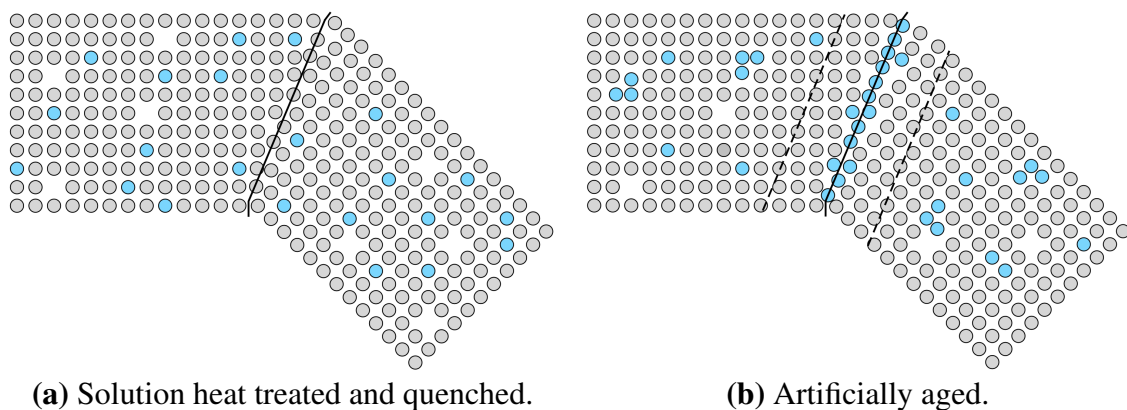 (a) Solution heat treated and quenched.
(b) Artificially aged.